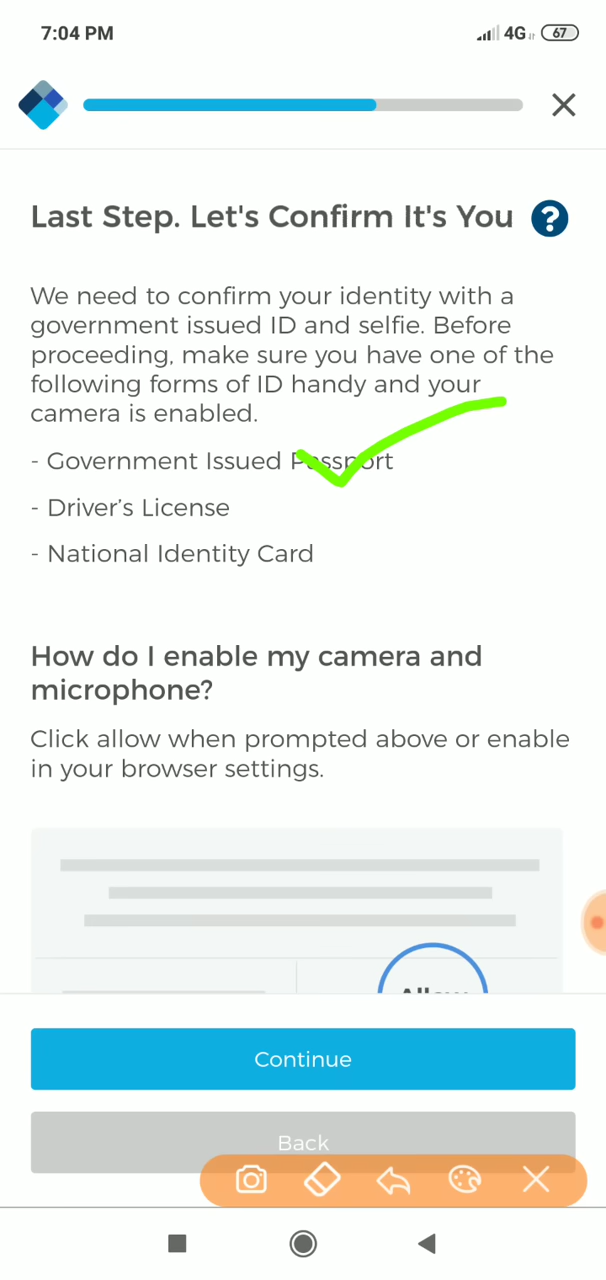 7:04 PM 4G 67
Last Step. Let's Confirm It's You ?
We need to confirm your identity with a
government issued ID and selfie. Before
proceeding, make sure you have one of the
following forms of ID handy and your
camera is enabled.
- Government Issued Passport
- Driver’s License
- National Identity Card
How do I enable my camera and
microphone?
Click allow when prompted above or enable
in your browser settings.
Allow
Continue
Back